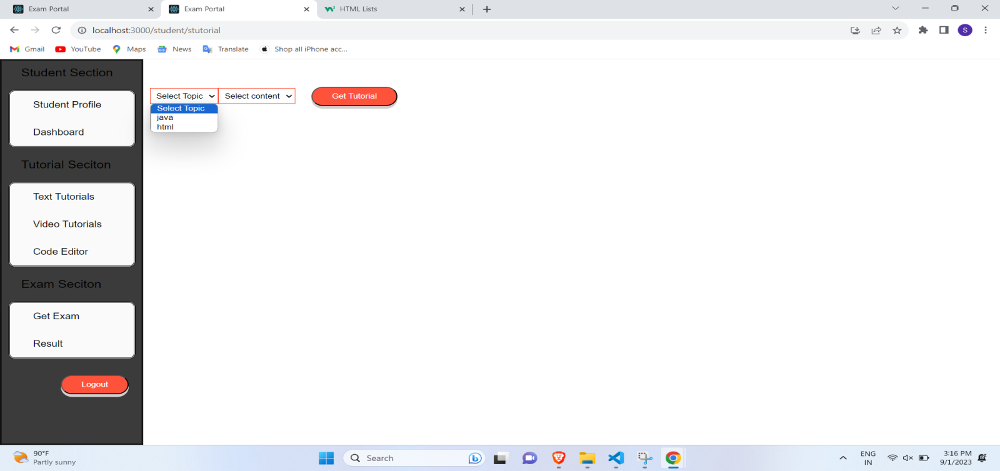 Exam Portal
Exam Portal
HTML Lists
localhost:3000/student/stutorial
S
Gmail
YouTube
Maps
News
Translate
Shop all iPhone acc...
Student Section
Student Profile
Dashboard
Tutorial Seciton
Text Tutorials
Video Tutorials
Code Editor
Exam Seciton
Get Exam
Result
Logout
Select Topic
Select content
Get Tutorial
Select Topic
java
html
90°F
Partly sunny
Search
ENG
IN
3:16 PM
9/1/2023